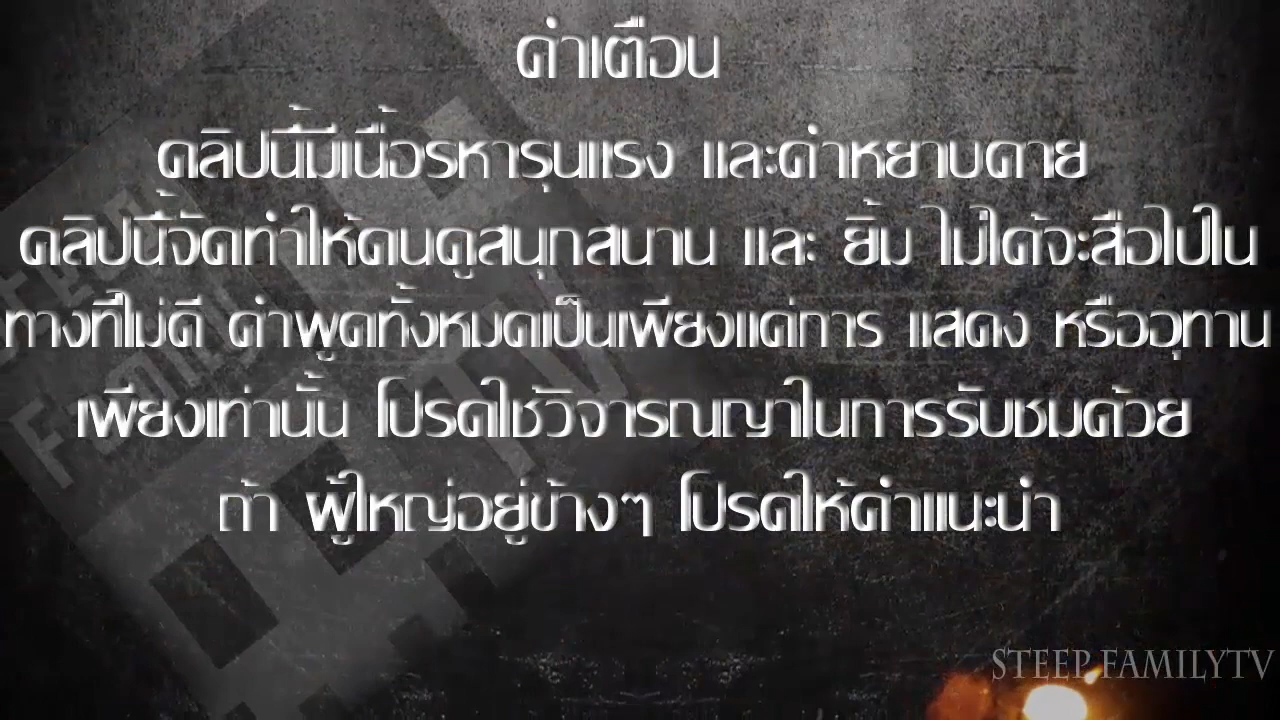 คำเตือน
คลิปนี้มีเนื้อรหารุนแรง และคำหยาบคาย
คลิปนี้จัดทำให้คนดูสนุกสนาน และ ยิ้ม ไม่ได้จะสือไปใน
ทางที่ไม่ดี คำพูดทั้งหมดเป็นเพียงแค่การ แสดง หรืออุทาน
เพียงเท่านั้น โปรดใช้วิจารณญาในการรับชมด้วย
ถ้า ผู้ใหญ่อยู่ข้างๆ โปรดให้คำแนะนำ
Steep Family TV
STEEP FAMILYTV